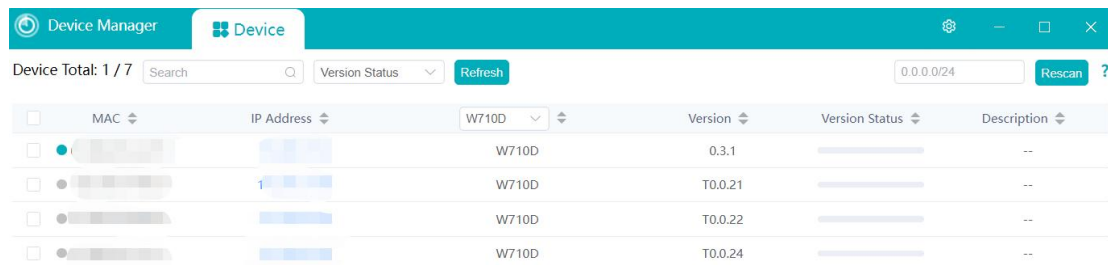 Device Manager Device
Device Total: 1 / 7 Search Version Status Refresh 0.0.0.0/24 Rescan ?
MAC IP Address W710D Version Version Status Description
W710D 0.3.1 --
1 W710D T0.0.21 --
W710D T0.0.22 --
W710D T0.0.24 --